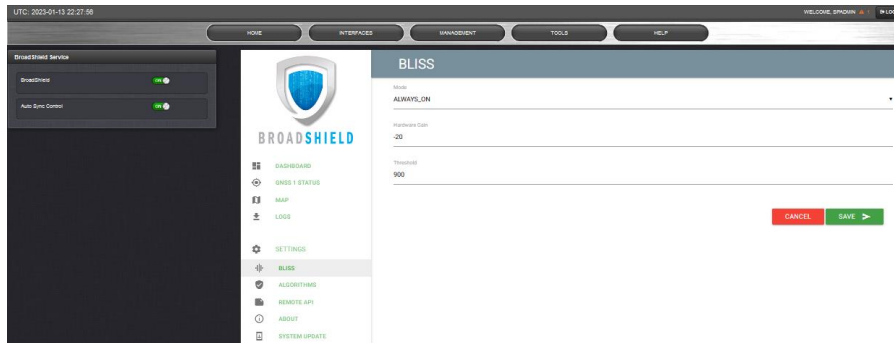 UTC: 2023-01-13 22:27:56
WELCOME, SPADMIN
LOG
HOME
INTERFACES
MANAGEMENT
TOOLS
HELP
BroadShield Service
BroadShield
ON
Auto Sync Control
ON
BROADSHIELD
DASHBOARD
GNSS 1 STATUS
MAP
LOGS
SETTINGS
BLISS
ALGORITHMS
REMOTE API
ABOUT
SYSTEM UPDATE
BLISS
Mode
ALWAYS_ON
Hardware Gain
-20
Threshold
900
CANCEL
SAVE